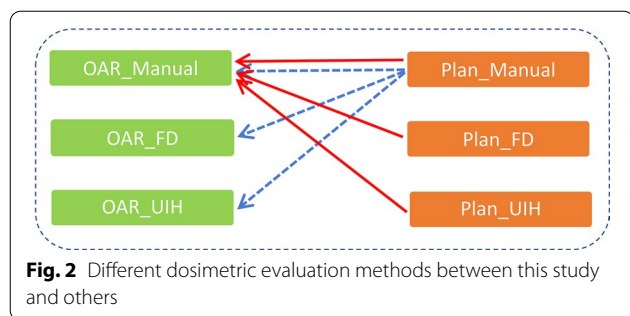 OAR_Manual Plan_Manual
OAR_FD Plan_FD
OAR_UIH Plan_UIH
Fig. 2 Different dosimetric evaluation methods between this study
and others